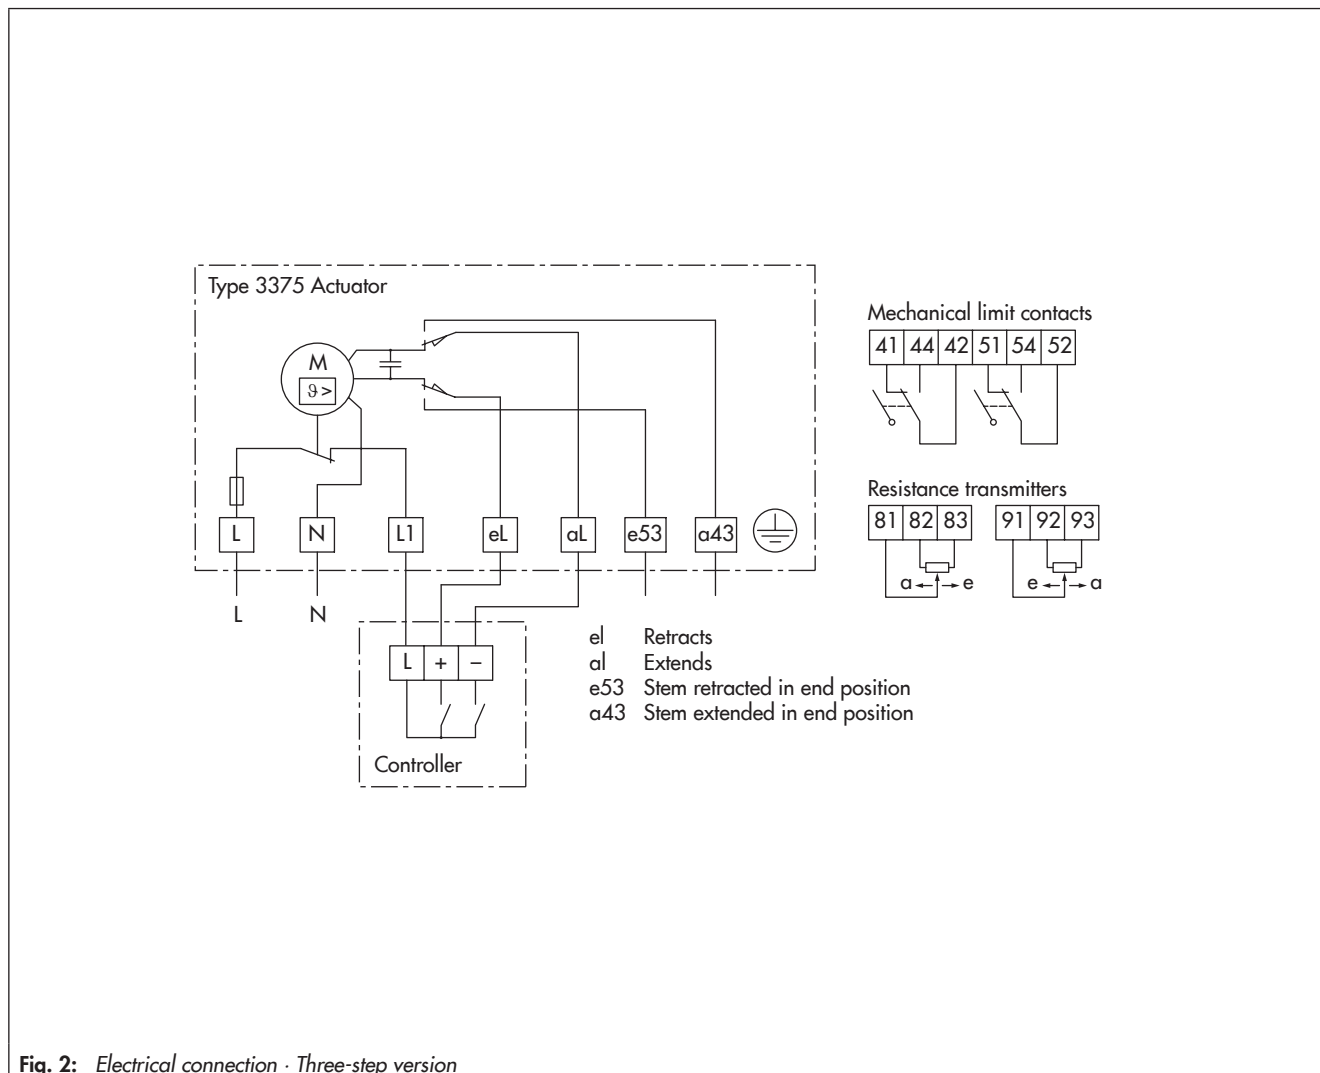 Type 3375 Actuator
M
ϑ >
L N L1 eL aL e53 a43
L N
L + –
Controller
Mechanical limit contacts
41 44 42 51 54 52
Resistance transmitters
81 82 83 91 92 93
a e e a
el Retracts
al Extends
e53 Stem retracted in end position
a43 Stem extended in end position
Fig. 2: Electrical connection · Three-step version